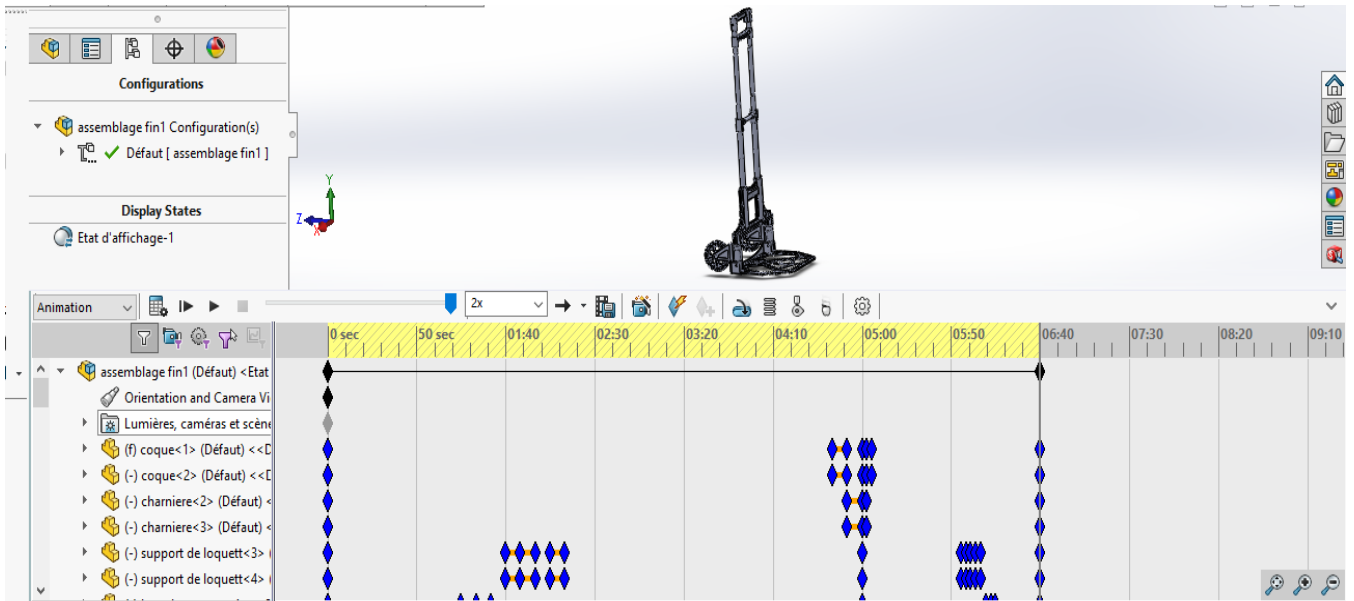 Configurations
assemblage fin1 Configuration(s)
Défaut [ assemblage fin1 ]
Display States
Etat d'affichage-1
Y
Z
X
Animation
2x
0 sec 50 sec 01:40 02:30 03:20 04:10 05:00 05:50 06:40 07:30 08:20 09:10
assemblage fin1 (Défaut) <Etat
Orientation and Camera Vi
Lumières, caméras et scène
(f) coque<1> (Défaut) <<D
(-) coque<2> (Défaut) <<D
(-) charniere<2> (Défaut) <
(-) charniere<3> (Défaut) <
(-) support de loquett<3> (
(-) support de loquett<4> (